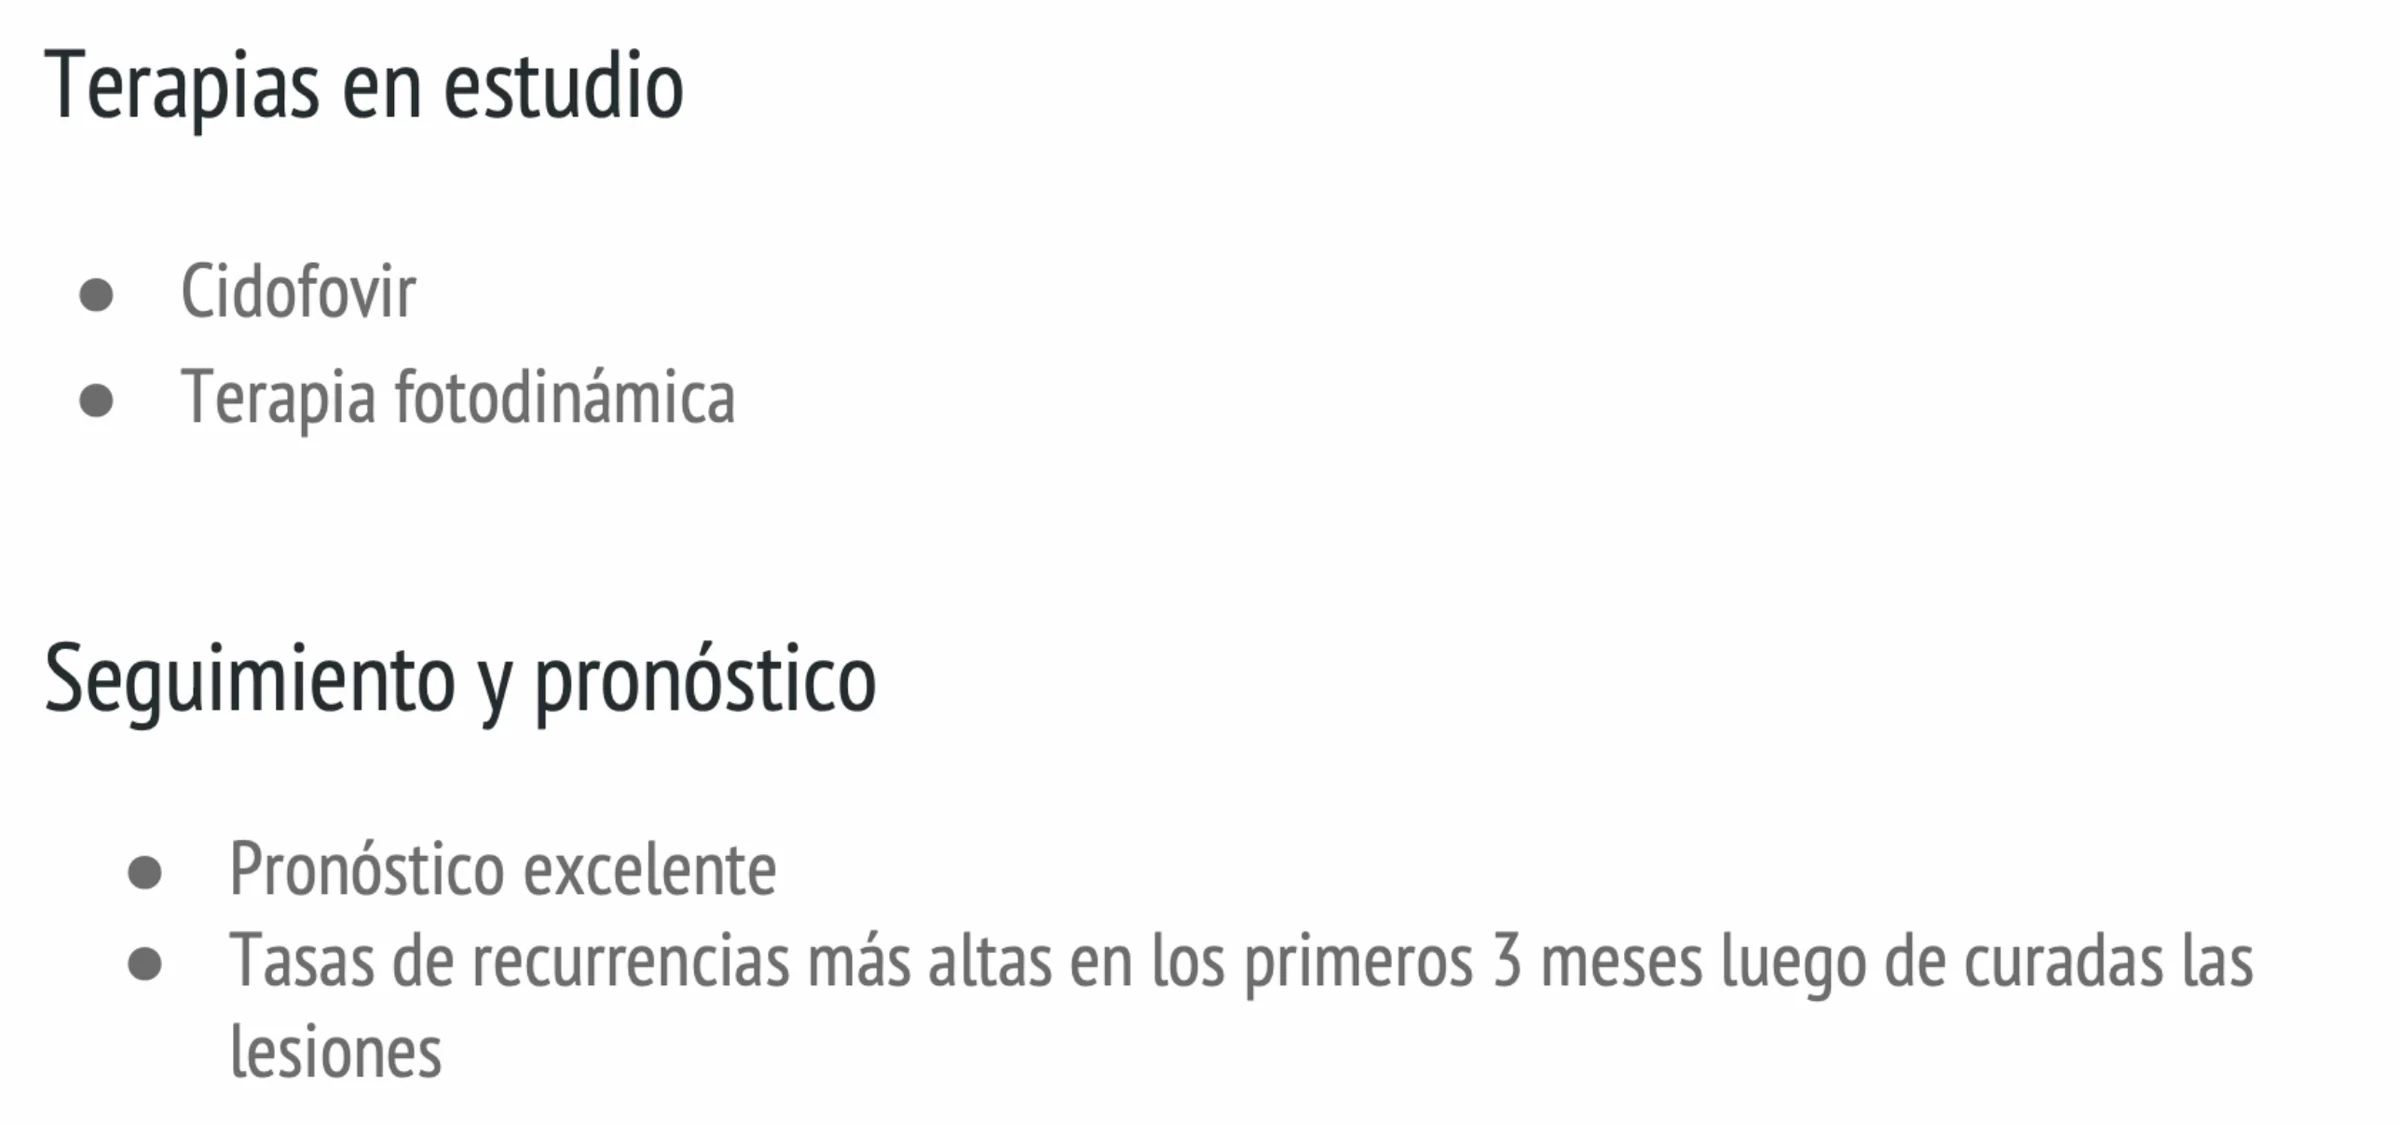 Terapias en estudio
● Cidofovir
● Terapia fotodinámica
Seguimiento y pronóstico
● Pronóstico excelente
● Tasas de recurrencias más altas en los primeros 3 meses luego de curadas las
lesiones